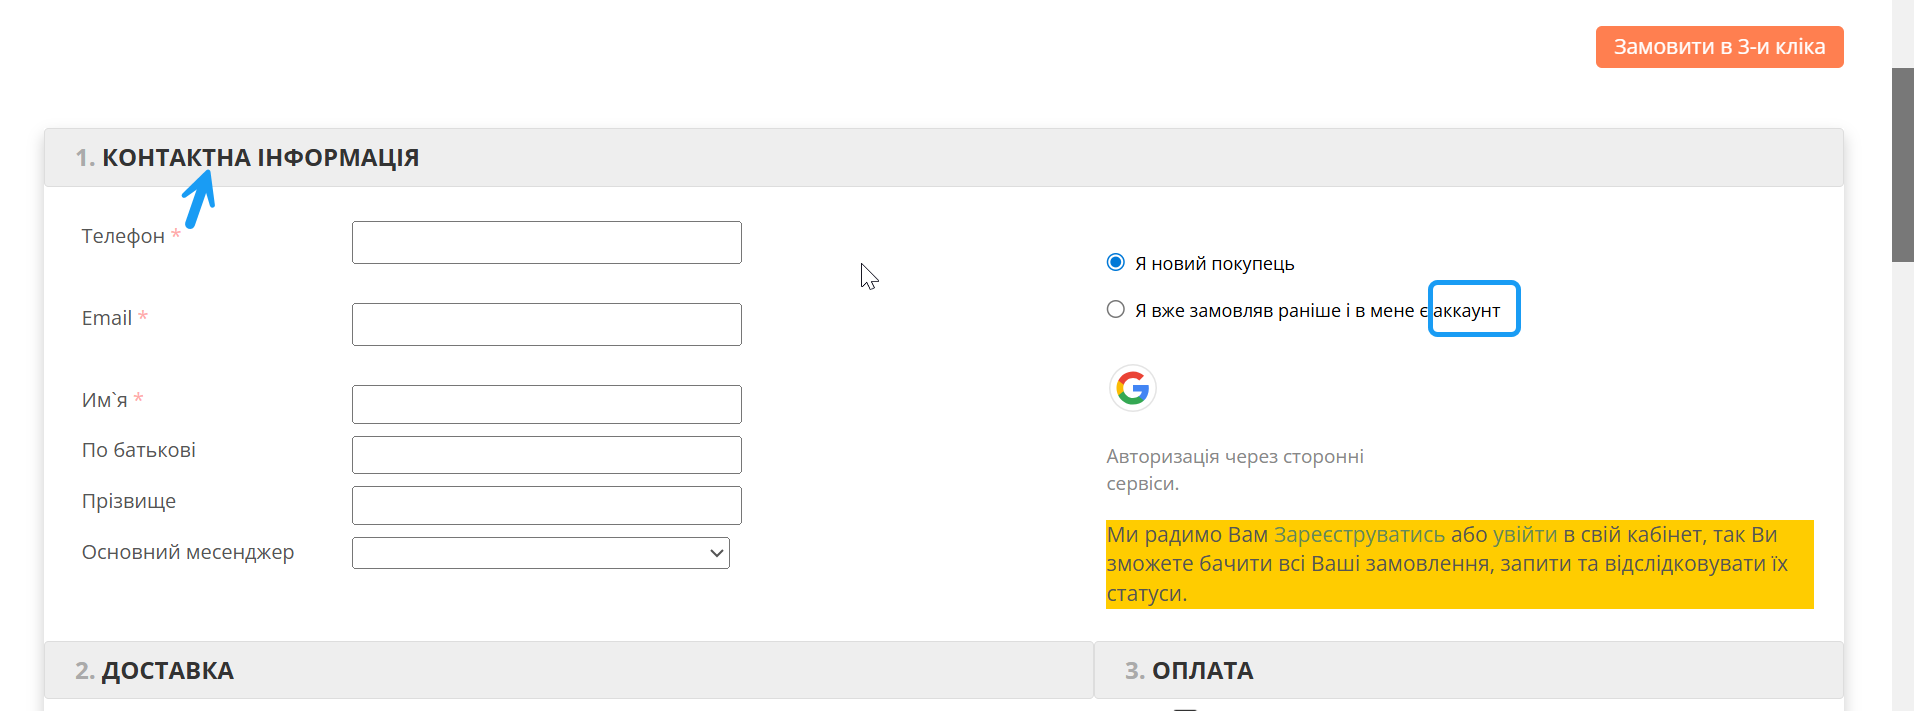 Замовити в 3-и кліка
1. КОНТАКТНА ІНФОРМАЦІЯ
Телефон *
Email *
Им`я *
По батькові
Прізвище
Основний месенджер
Я новий покупець
Я вже замовляв раніше і в мене є аккаунт
Авторизація через сторонні
сервіси.
Ми радимо Вам Зареєструватись або увійти в свій кабінет, так Ви
зможете бачити всі Ваші замовлення, запити та відслідковувати їх
статуси.
2. ДОСТАВКА
3. ОПЛАТА